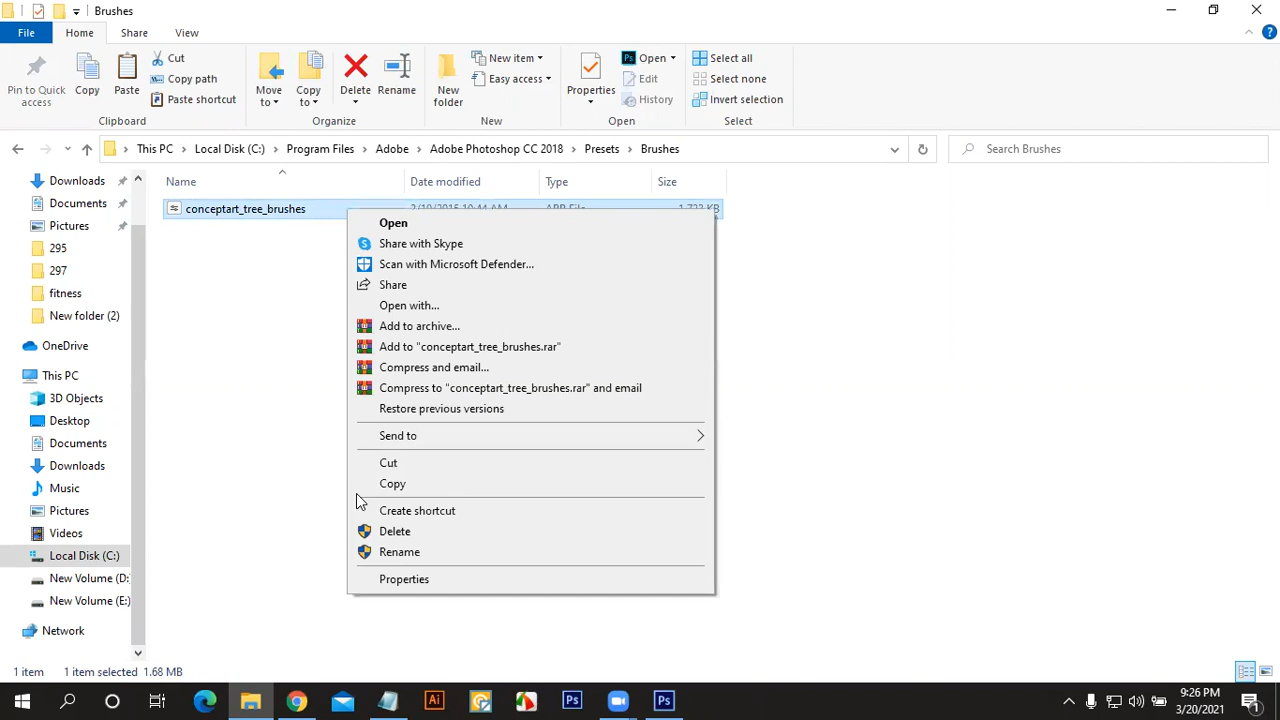 Brushes
File Home Share View
Pin to Quick access
Copy
Paste
Cut
Copy path
Paste shortcut
Clipboard
Move to
Copy to
Delete
Rename
Organize
New folder
New item
Easy access
New
Properties
Open
Edit
History
Open
Select all
Select none
Invert selection
Select
This PC Local Disk (C:) Program Files Adobe Adobe Photoshop CC 2018 Presets Brushes
Search Brushes
Name Date modified Type Size
conceptart_tree_brushes
Downloads
Documents
Pictures
295
297
fitness
New folder (2)
OneDrive
This PC
3D Objects
Desktop
Documents
Downloads
Music
Pictures
Videos
Local Disk (C:)
New Volume (D:
New Volume (E:)
Network
Open
Share with Skype
Scan with Microsoft Defender...
Share
Open with...
Add to archive...
Add to "conceptart_tree_brushes.rar"
Compress and email...
Compress to "conceptart_tree_brushes.rar" and email
Restore previous versions
Send to
Cut
Copy
Create shortcut
Delete
Rename
Properties
1 item 1 item selected 1.68 MB
Ai
Ps
Ps
9:26 PM
3/20/2021
1